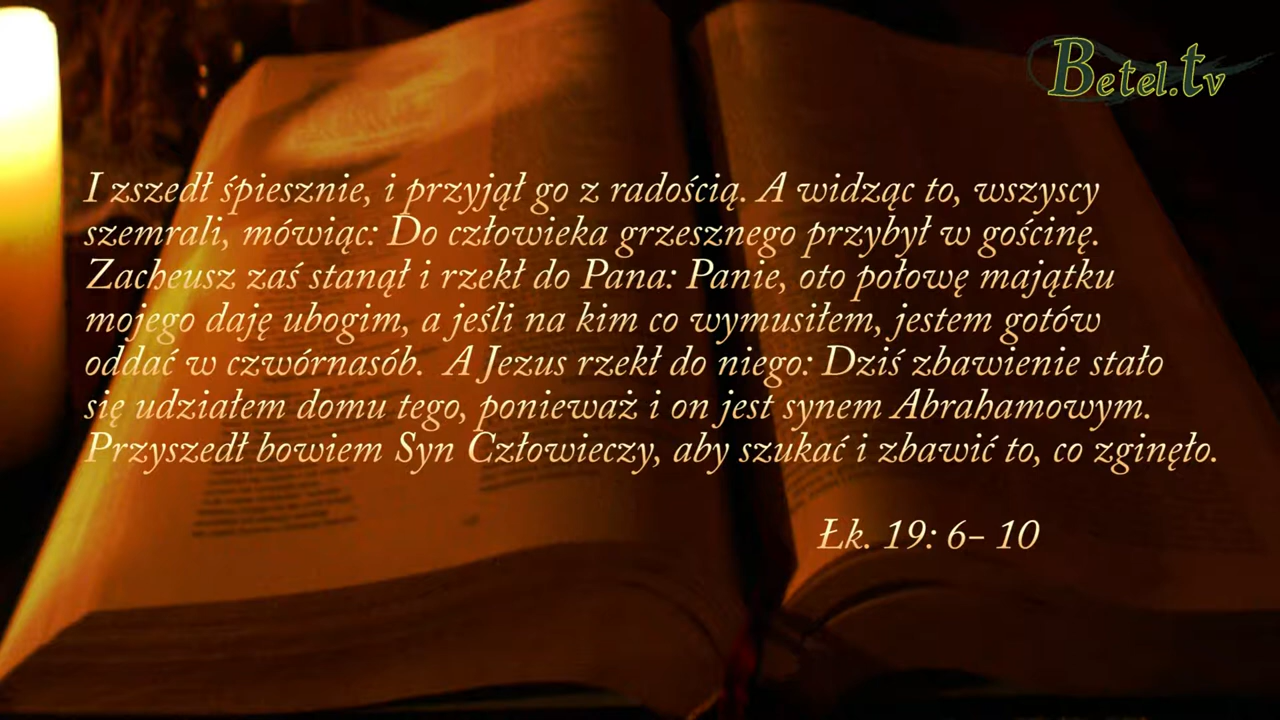 Betel.tv
I zszedł śpiesznie, i przyjął go z radością. A widząc to, wszyscy
szemrali, mówiąc: Do człowieka grzesznego przybył w gościnę.
Zacheusz zaś stanął i rzekł do Pana: Panie, oto połowę majątku
mojego daję ubogim, a jeśli na kim co wymusiłem, jestem gotów
oddać w czwórnasób.  A Jezus rzekł do niego: Dziś zbawienie stało
się udziałem domu tego, ponieważ i on jest synem Abrahamowym.
Przyszedł bowiem Syn Człowieczy, aby szukać i zbawić to, co zginęło.
Łk. 19: 6– 10